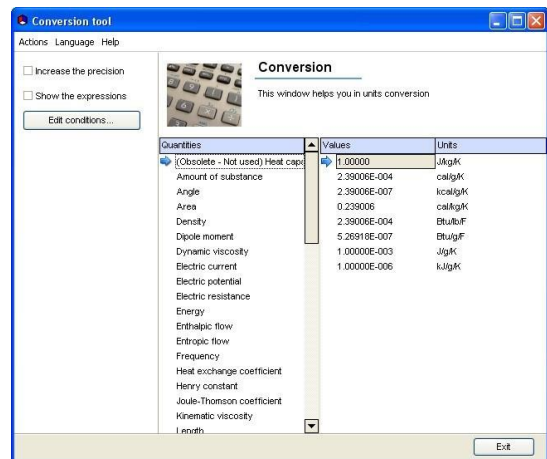 Conversion tool
Actions Language Help
Increase the precision
Show the expressions
Edit conditions...
Conversion
This window helps you in units conversion
Quantities Values Units
(Obsolete - Not used) Heat capa 1.00000 J/kg/K
Amount of substance 2.39006E-004 cal/g/K
Angle 2.39006E-007 kcal/g/K
Area 0.239006 cal/kg/K
Density 2.39006E-004 Btu/lb/F
Dipole moment 5.26918E-007 Btu/g/F
Dynamic viscosity 1.00000E-003 J/g/K
Electric current 1.00000E-006 kJ/g/K
Electric potential
Electric resistance
Energy
Enthalpic flow
Entropic flow
Frequency
Heat exchange coefficient
Henry constant
Joule-Thomson coefficient
Kinematic viscosity
Length
Exit